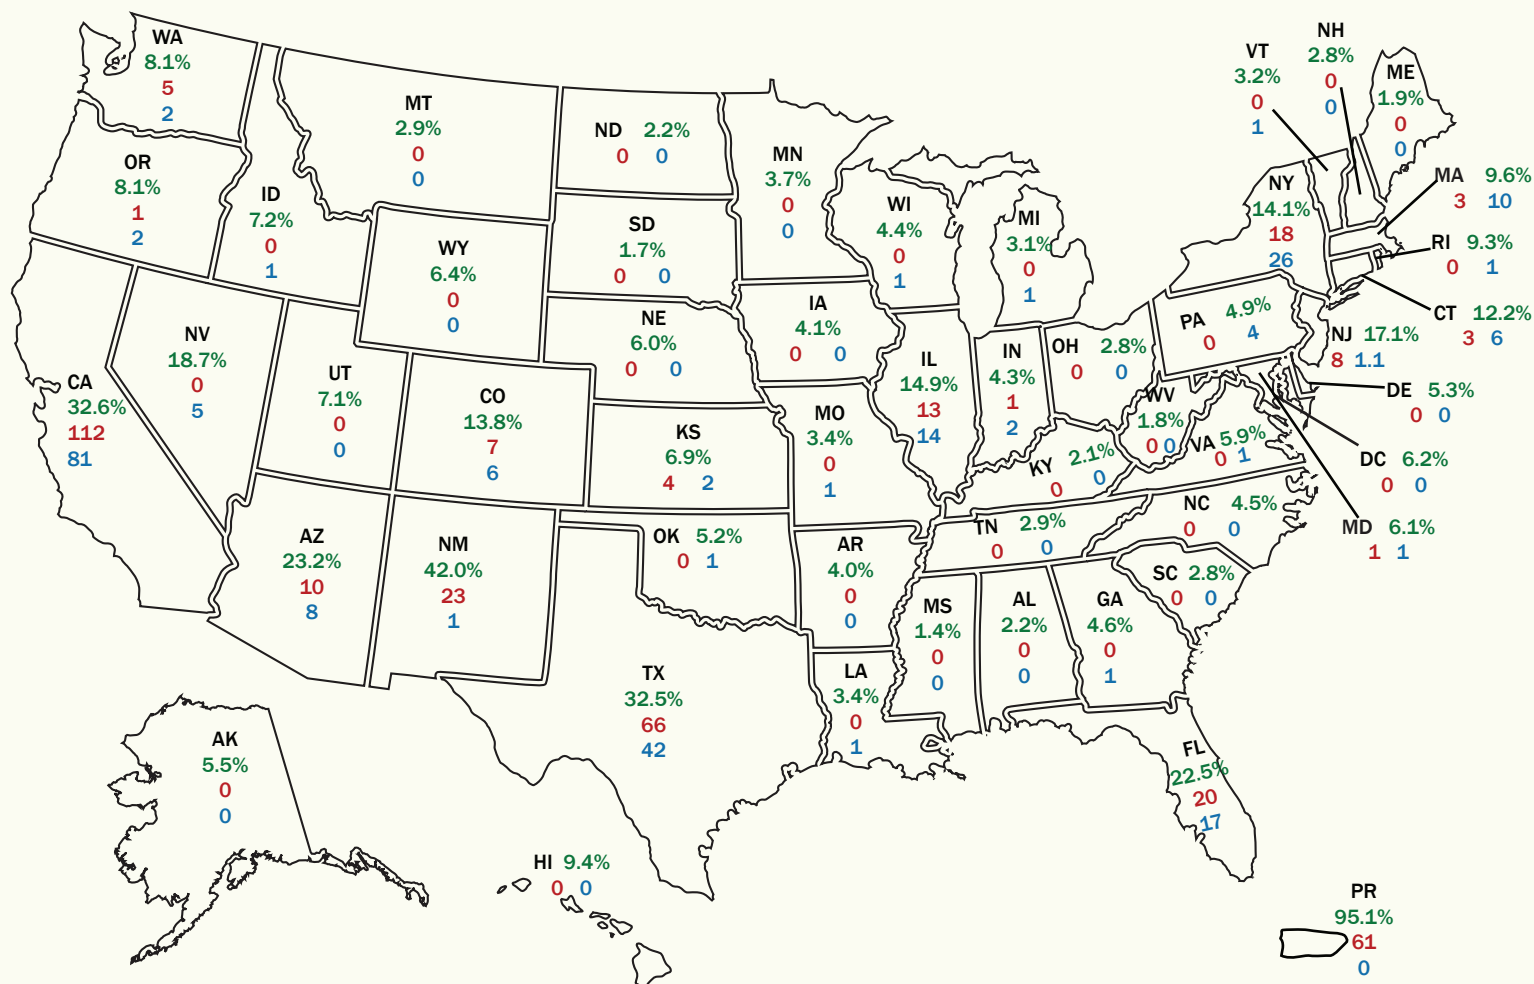 WA
8.1%
5
2
OR
8.1%
1
2
CA
32.6%
112
81
ID
7.2%
0
1
NV
18.7%
0
5
MT
2.9%
0
0
WY
6.4%
0
0
UT
7.1%
0
0
CO
13.8%
7
6
AZ
23.2%
10
8
NM
42.0%
23
1
ND 2.2%
0 0
SD
1.7%
0 0
NE
6.0%
0 0
KS
6.9%
4 2
OK 5.2%
0 1
TX
32.5%
66
42
MN
3.7%
0
0
IA
4.1%
0 0
MO
3.4%
0
1
AR
4.0%
0
0
LA
3.4%
0
1
WI
4.4%
0
1
IL
14.9%
13
14
MI
3.1%
0
1
IN
4.3%
1
2
OH 2.8%
0 0
KY 2.1%
0 0
TN 2.9%
0 0
MS
1.4%
0
0
AL
2.2%
0
0
GA
4.6%
0
1
FL
22.5%
20
17
SC 2.8%
0 0
NC 4.5%
0 0
VA 5.9%
0 1
WV
1.8%
0 0
PA 4.9%
0 4
NY
14.1%
18
26
VT
3.2%
0
1
NH
2.8%
0
0
ME
1.9%
0
0
MA 9.6%
3 10
RI 9.3%
0 1
CT 12.2%
3 6
NJ 17.1%
8 1.1
DE 5.3%
0 0
DC 6.2%
0 0
MD 6.1%
1 1
AK
5.5%
0
0
HI 9.4%
0 0
PR
95.1%
61
0